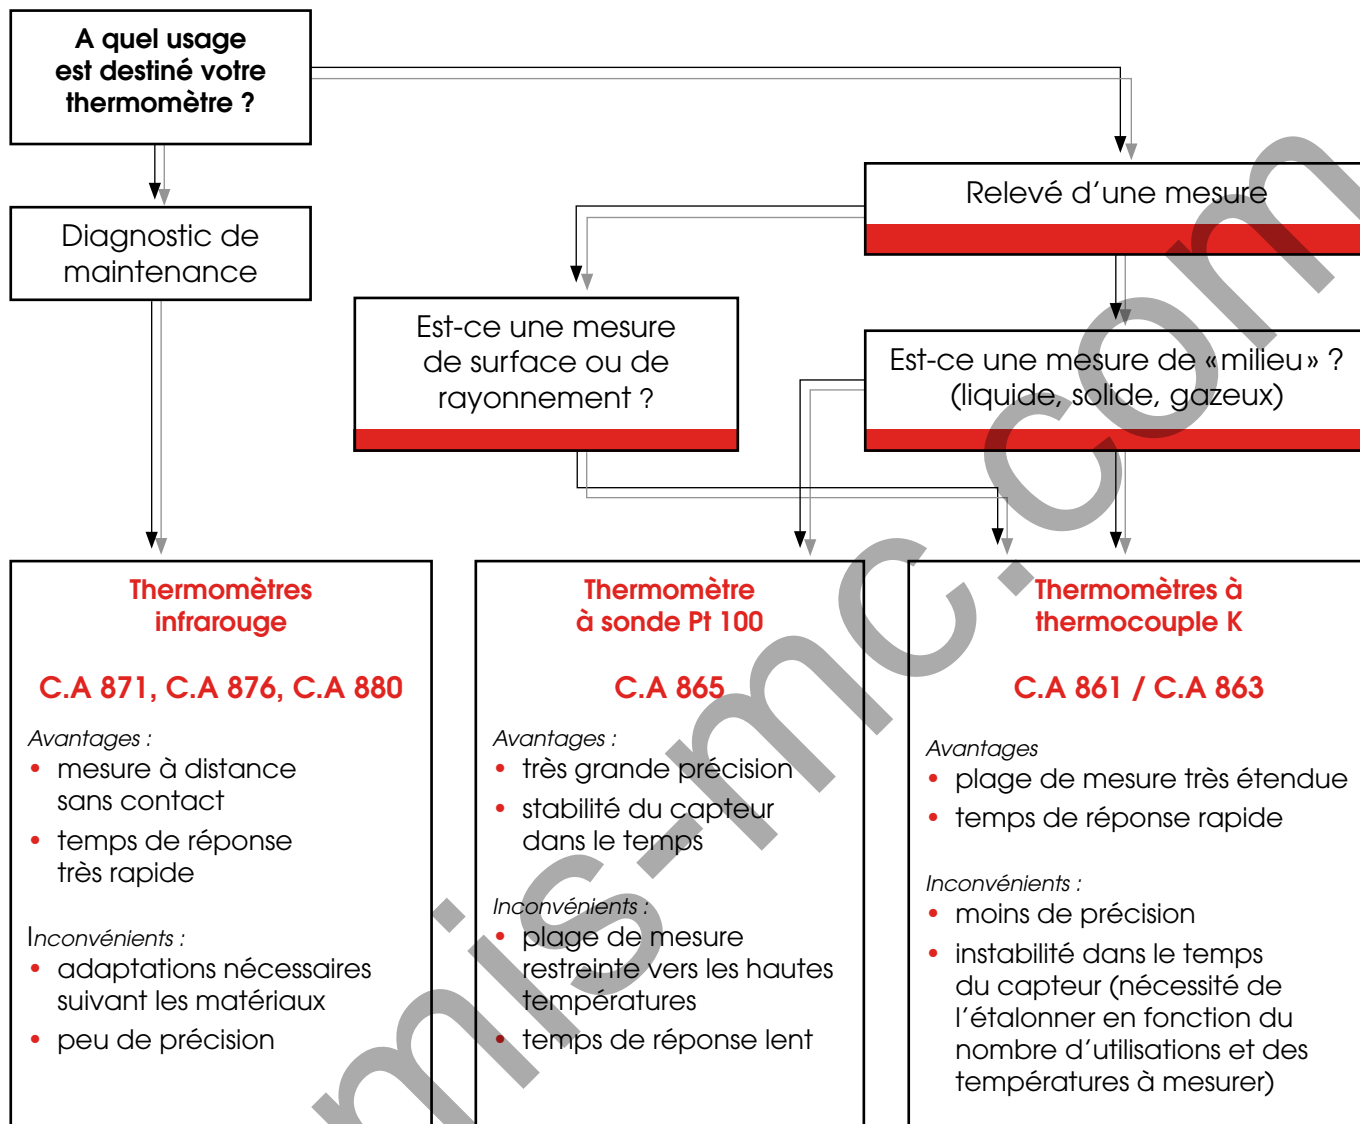 A quel usage
est destiné votre
thermomètre ?
Relevé d'une mesure
Diagnostic de
maintenance
Est-ce une mesure
de surface ou de
rayonnement ?
Est-ce une mesure de «milieu» ?
(liquide, solide, gazeux)
Thermomètres
infrarouge
C.A 871, C.A 876, C.A 880
Avantages :
• mesure à distance
sans contact
• temps de réponse
très rapide
Inconvénients :
• adaptations nécessaires
suivant les matériaux
• peu de précision
Thermomètre
à sonde Pt 100
C.A 865
Avantages :
• très grande précision
• stabilité du capteur
dans le temps
Inconvénients :
• plage de mesure
restreinte vers les hautes
températures
• temps de réponse lent
Thermomètres à
thermocouple K
C.A 861 / C.A 863
Avantages
• plage de mesure très étendue
• temps de réponse rapide
Inconvénients :
• moins de précision
• instabilité dans le temps
du capteur (nécessité de
l'étalonner en fonction du
nombre d'utilisations et des
températures à mesurer)
mis-mc.com